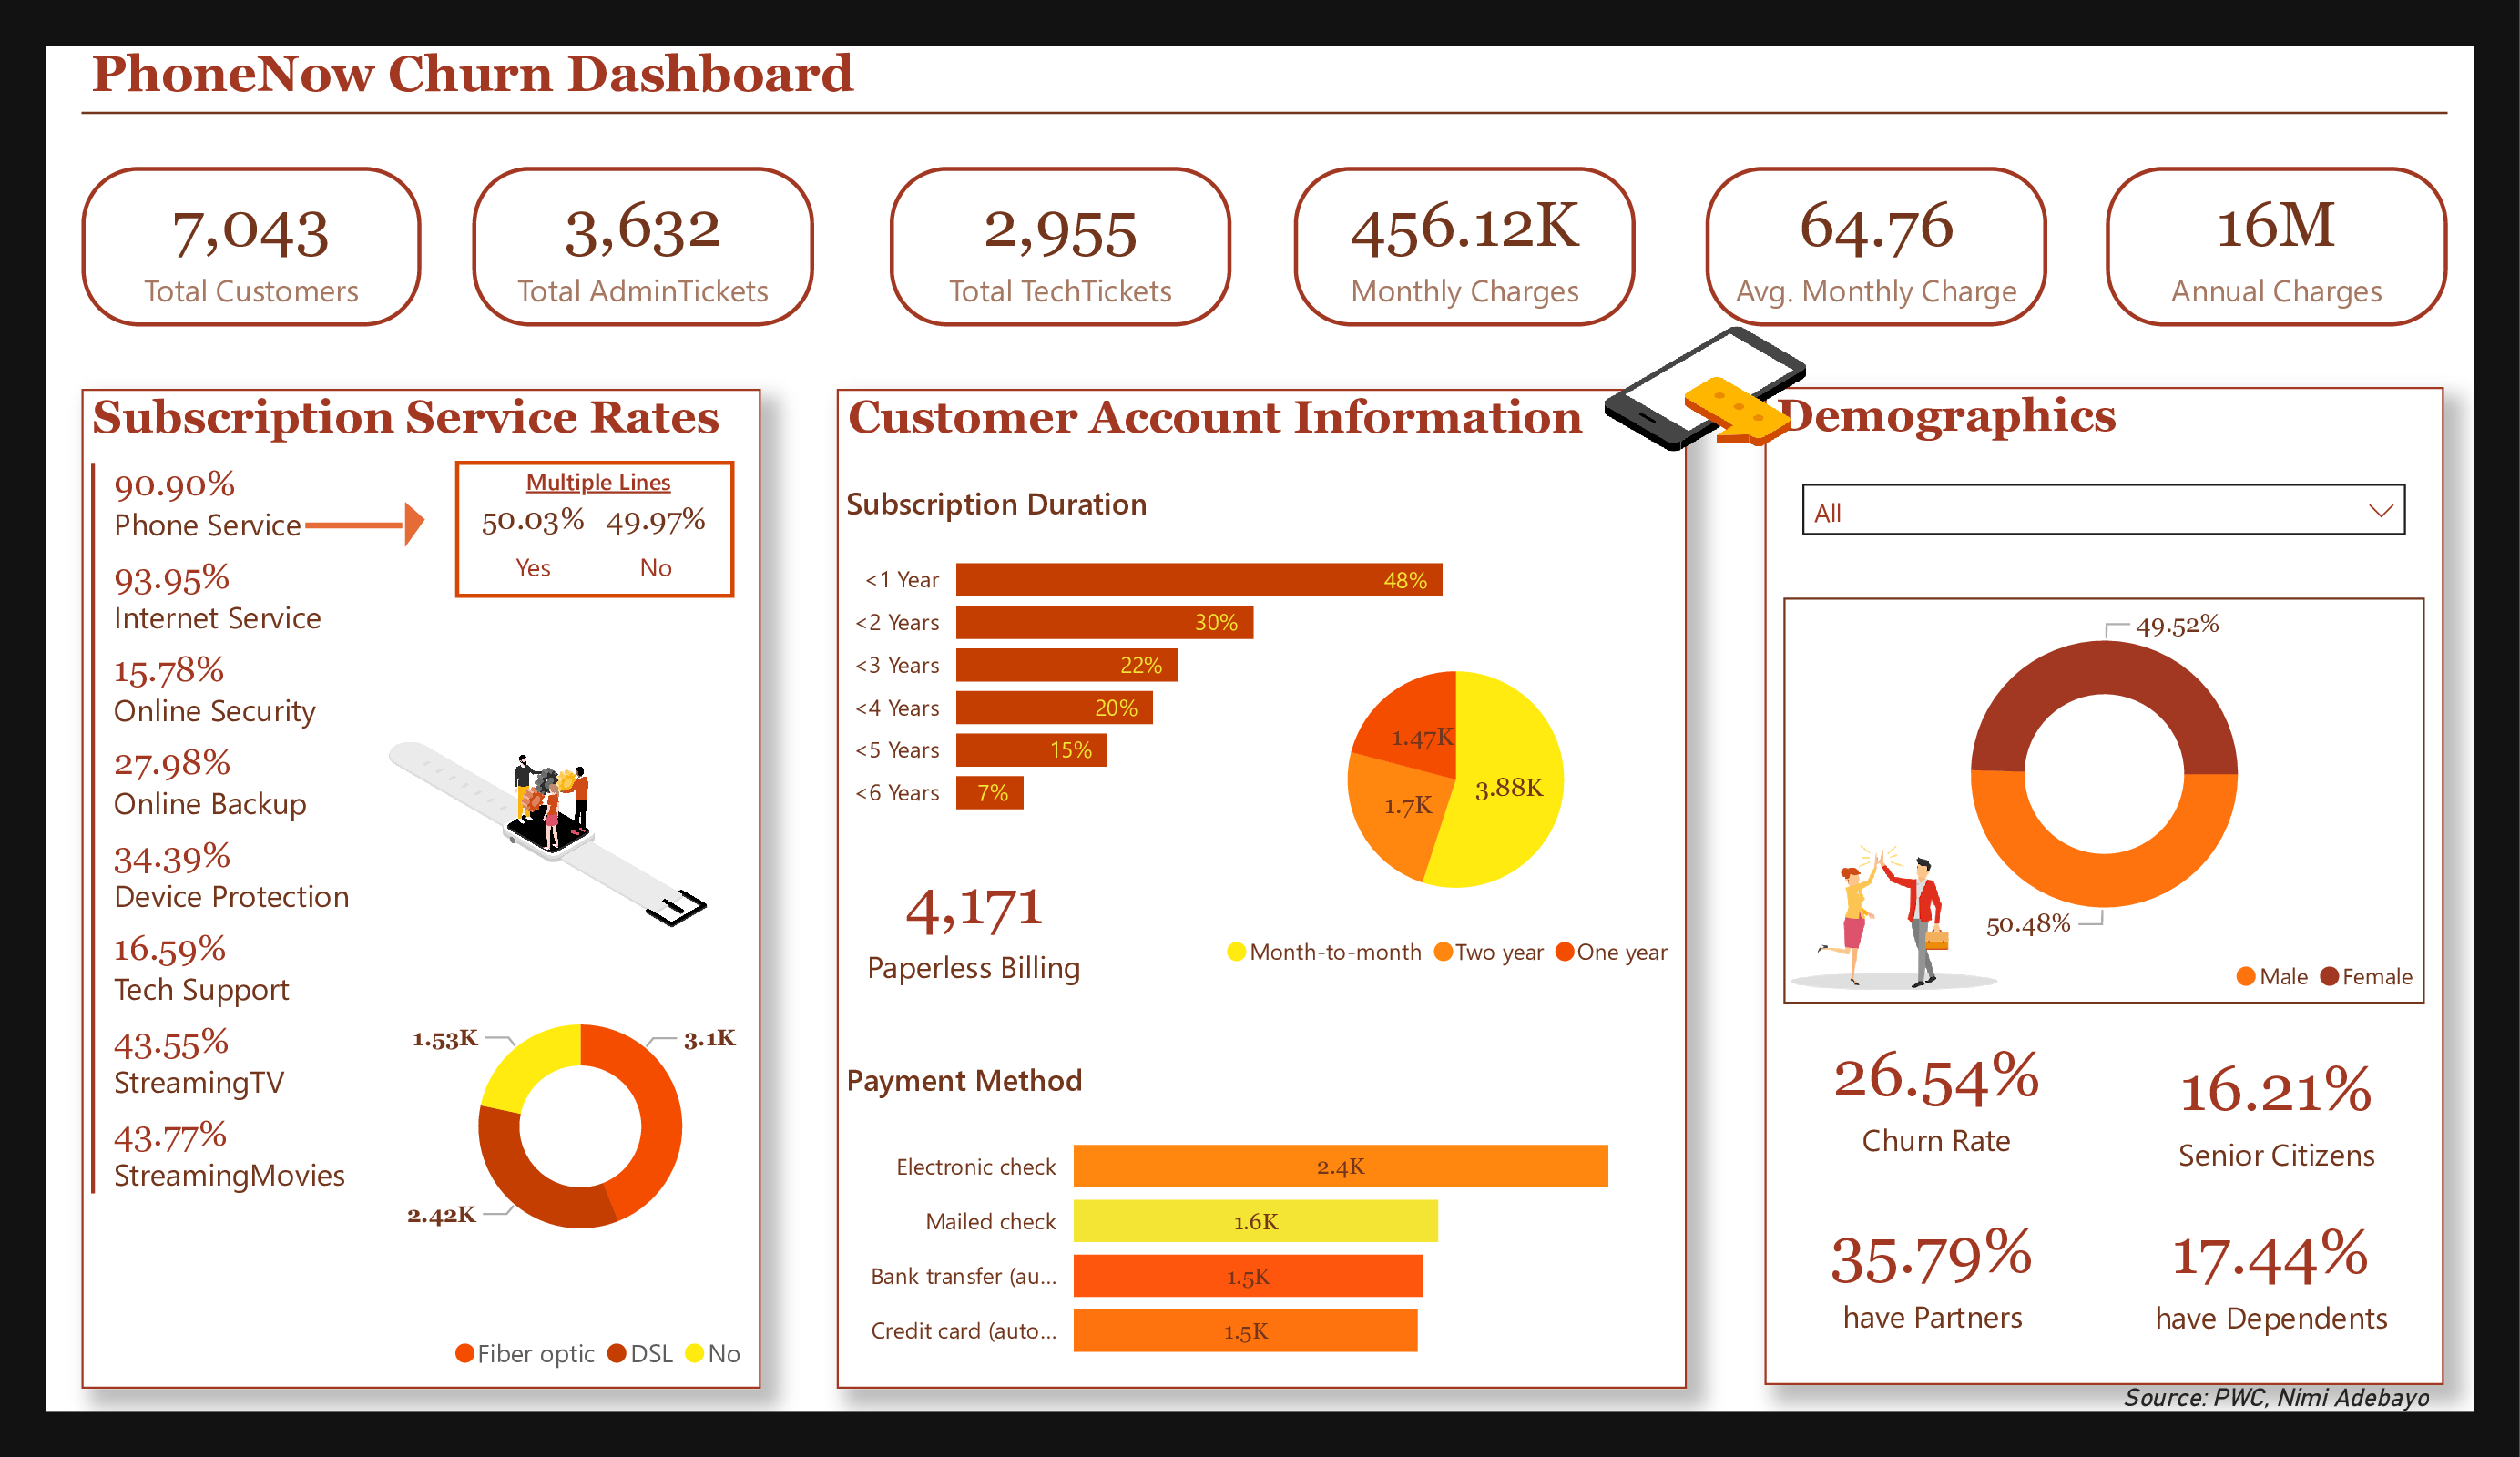 PhoneNow Churn Dashboard
7,043
Total Customers
3,632
Total AdminTickets
2,955
Total TechTickets
456.12K
Monthly Charges
64.76
Avg. Monthly Charge
16M
Annual Charges
Subscription Service Rates
90.90%
Phone Service
Multiple Lines
50.03% 49.97%
Yes No
93.95%
Internet Service
15.78%
Online Security
27.98%
Online Backup
34.39%
Device Protection
16.59%
Tech Support
43.55%
StreamingTV
43.77%
StreamingMovies
1.53K
3.1K
2.42K
Fiber optic DSL No
Customer Account Information
Subscription Duration
<1 Year 48%
<2 Years 30%
<3 Years 22%
<4 Years 20%
<5 Years 15%
<6 Years 7%
1.47K
3.88K
1.7K
Month-to-month Two year One year
4,171
Paperless Billing
Payment Method
Electronic check 2.4K
Mailed check 1.6K
Bank transfer (au... 1.5K
Credit card (auto... 1.5K
Demographics
All
49.52%
50.48%
Male Female
26.54%
Churn Rate
16.21%
Senior Citizens
35.79%
have Partners
17.44%
have Dependents
Source: PWC, Nimi Adebayo